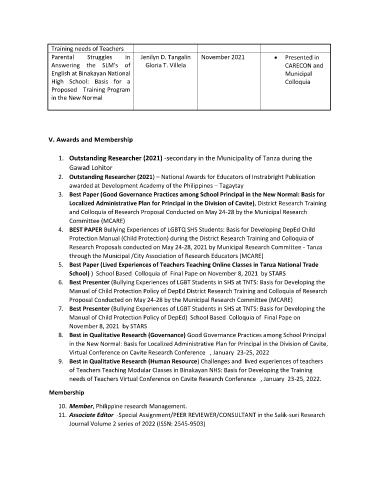 Training needs of Teachers
Parental Struggles in Jenilyn D. Tangalin November 2021 • Presented in
Answering the SLM's of Gloria T. Villela CARECON and
English at Binakayan National Municipal
High School: Basis for a Colloquia
Proposed Training Program
in the New Normal
V. Awards and Membership
1. Outstanding Researcher (2021) -secondary in the Municipality of Tanza during the
Gawad Lohitor
2. Outstanding Researcher (2021) – National Awards for Educators of Instrabright Publication
awarded at Development Academy of the Philippines – Tagaytay
3. Best Paper (Good Governance Practices among School Principal in the New Normal: Basis for
Localized Administrative Plan for Principal in the Division of Cavite), District Research Training
and Colloquia of Research Proposal Conducted on May 24-28 by the Municipal Research
Committee (MCARE)
4. BEST PAPER Bullying Experiences of LGBTQ SHS Students: Basis for Developing DepEd Child
Protection Manual (Child Protection) during the District Research Training and Colloquia of
Research Proposals conducted on May 24-28, 2021 by Municipal Research Committee - Tanza
through the Municipal /City Association of Research Educators (MCARE)
5. Best Paper (Lived Experiences of Teachers Teaching Online Classes in Tanza National Trade
School) ) School Based Colloquia of Final Pape on November 8, 2021 by STARS
6. Best Presenter (Bullying Experiences of LGBT Students in SHS at TNTS: Basis for Developing the
Manual of Child Protection Policy of DepEd District Research Training and Colloquia of Research
Proposal Conducted on May 24-28 by the Municipal Research Committee (MCARE)
7. Best Presenter (Bullying Experiences of LGBT Students in SHS at TNTS: Basis for Developing the
Manual of Child Protection Policy of DepEd) School Based Colloquia of Final Pape on
November 8, 2021 by STARS
8. Best in Qualitative Research (Governance) Good Governance Practices among School Principal
in the New Normal: Basis for Localized Administrative Plan for Principal in the Division of Cavite,
Virtual Conference on Cavite Research Conference , January 23-25, 2022
9. Best in Qualitative Research (Human Resource) Challenges and lived experiences of teachers
of Teachers Teaching Modular Classes in Binakayan NHS: Basis for Developing the Training
needs of Teachers Virtual Conference on Cavite Research Conference , January 23-25, 2022.
Membership
10. Member, Philippine research Management.
11. Associate Editor -Special Assignment/PEER REVIEWER/CONSULTANT in the Salik-suri Research
Journal Volume 2 series of 2022 (ISSN: 2545-9503)